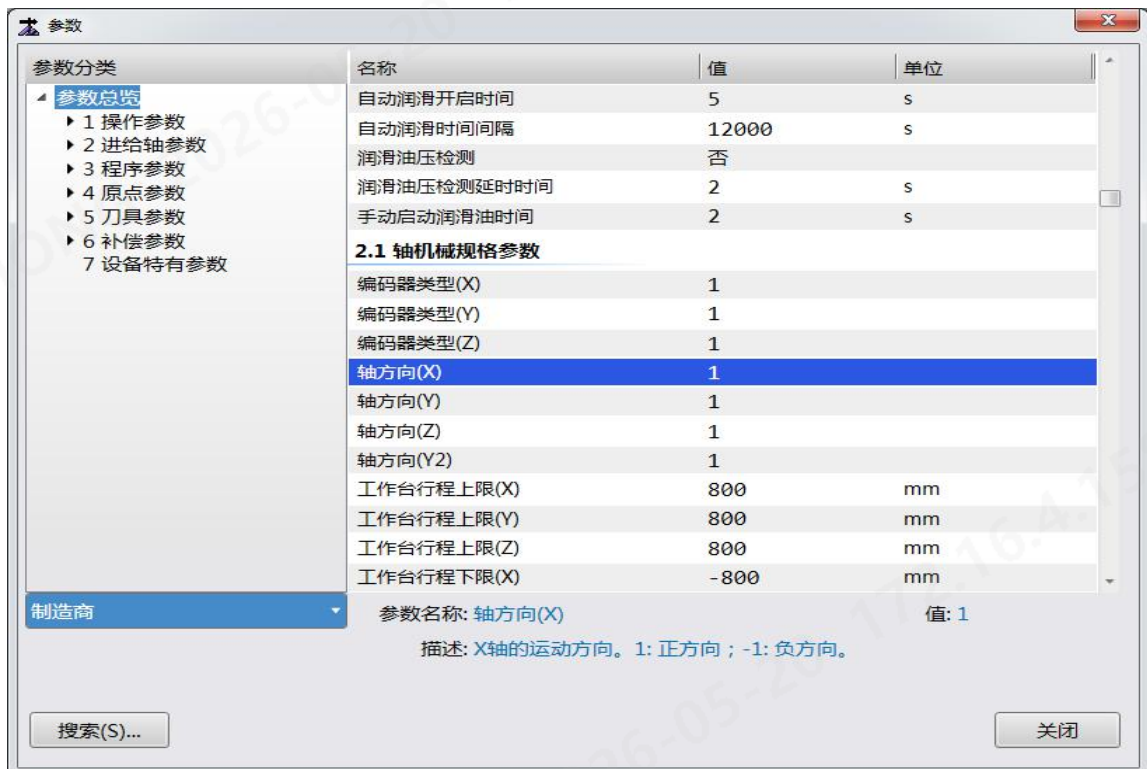 参数
参数分类
参数总览
1 操作参数
2 进给轴参数
3 程序参数
4 原点参数
5 刀具参数
6 补偿参数
7 设备特有参数
名称 值 单位
自动润滑开启时间 5 s
自动润滑时间间隔 12000 s
润滑油压检测 否
润滑油压检测延时时间 2 s
手动启动润滑油时间 2 s
2.1 轴机械规格参数
编码器类型(X) 1
编码器类型(Y) 1
编码器类型(Z) 1
轴方向(X) 1
轴方向(Y) 1
轴方向(Z) 1
轴方向(Y2) 1
工作台行程上限(X) 800 mm
工作台行程上限(Y) 800 mm
工作台行程上限(Z) 800 mm
工作台行程下限(X) -800 mm
制造商
参数名称: 轴方向(X) 值: 1
描述: X轴的运动方向。1: 正方向；-1: 负方向。
搜索(S)...
关闭